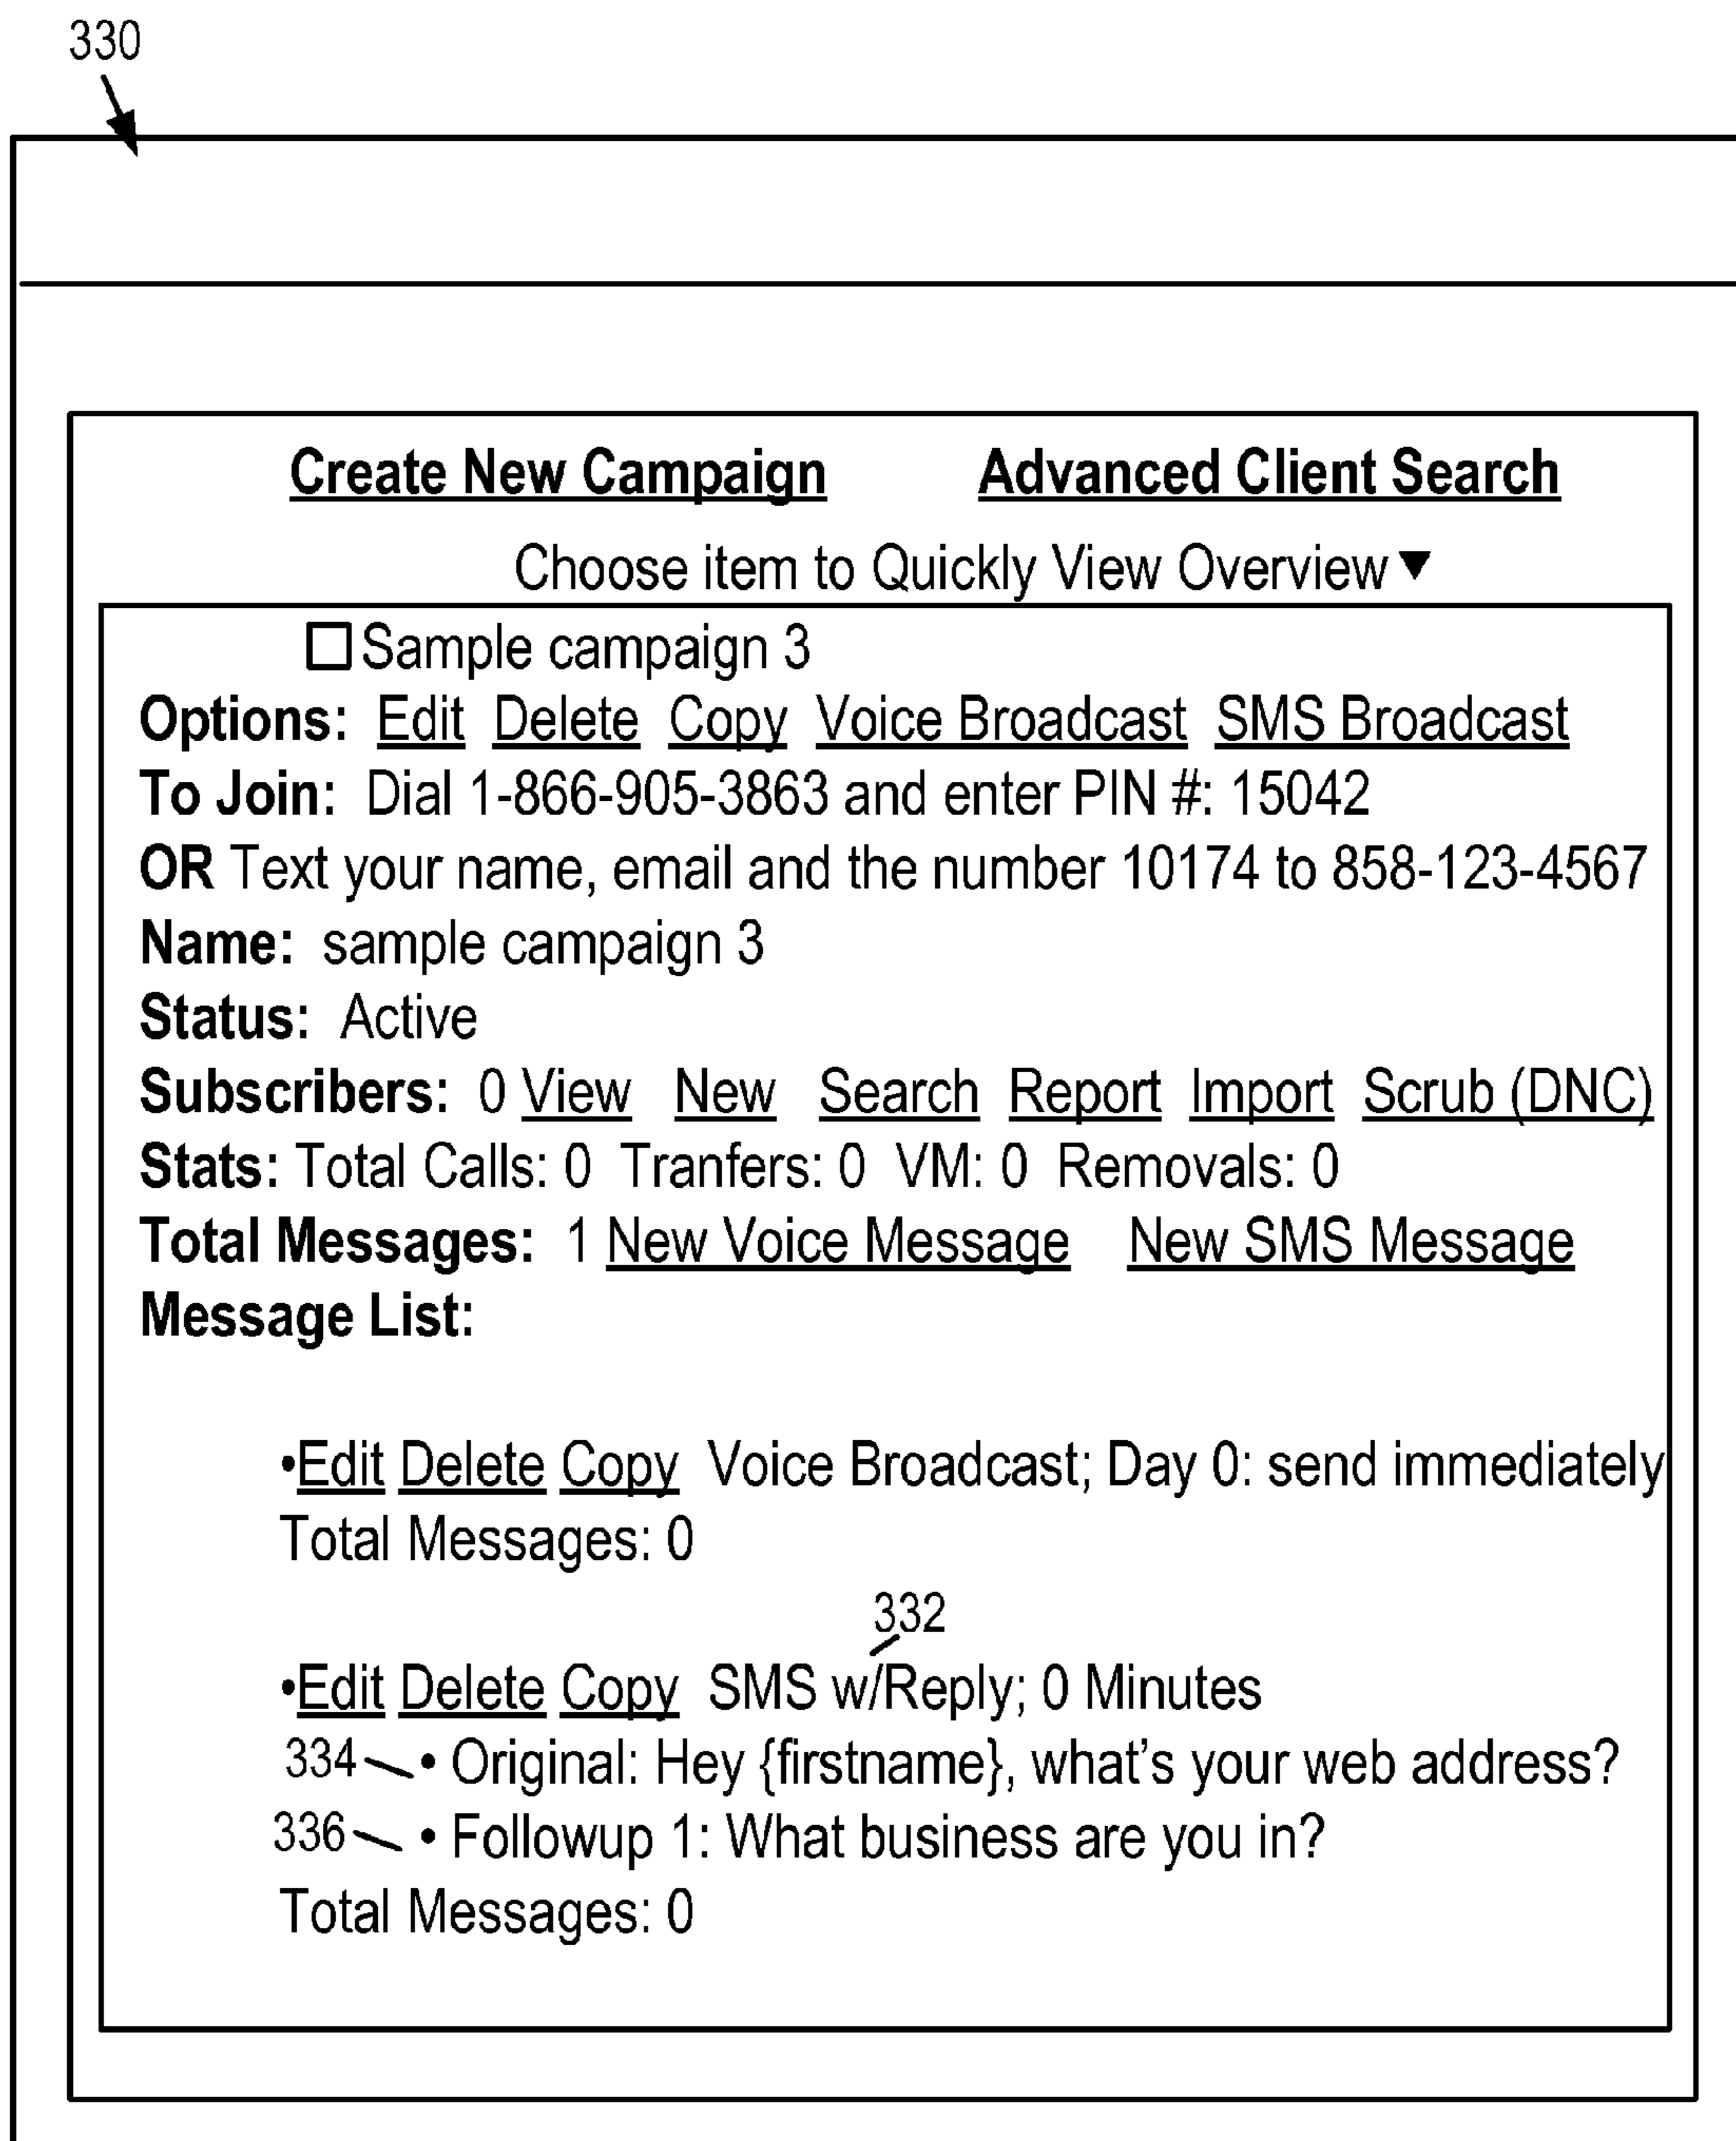 330
Create New Campaign Advanced Client Search
Choose item to Quickly View Overview ▼
☐ Sample campaign 3
Options: Edit Delete Copy Voice Broadcast SMS Broadcast
To Join: Dial 1-866-905-3863 and enter PIN #: 15042
OR Text your name, email and the number 10174 to 858-123-4567
Name: sample campaign 3
Status: Active
Subscribers: 0 View New Search Report Import Scrub (DNC)
Stats: Total Calls: 0 Tranfers: 0 VM: 0 Removals: 0
Total Messages: 1 New Voice Message New SMS Message
Message List:
•Edit Delete Copy Voice Broadcast; Day 0: send immediately
Total Messages: 0
332
•Edit Delete Copy SMS w/Reply; 0 Minutes
334 • Original: Hey {firstname}, what's your web address?
336 • Followup 1: What business are you in?
Total Messages: 0